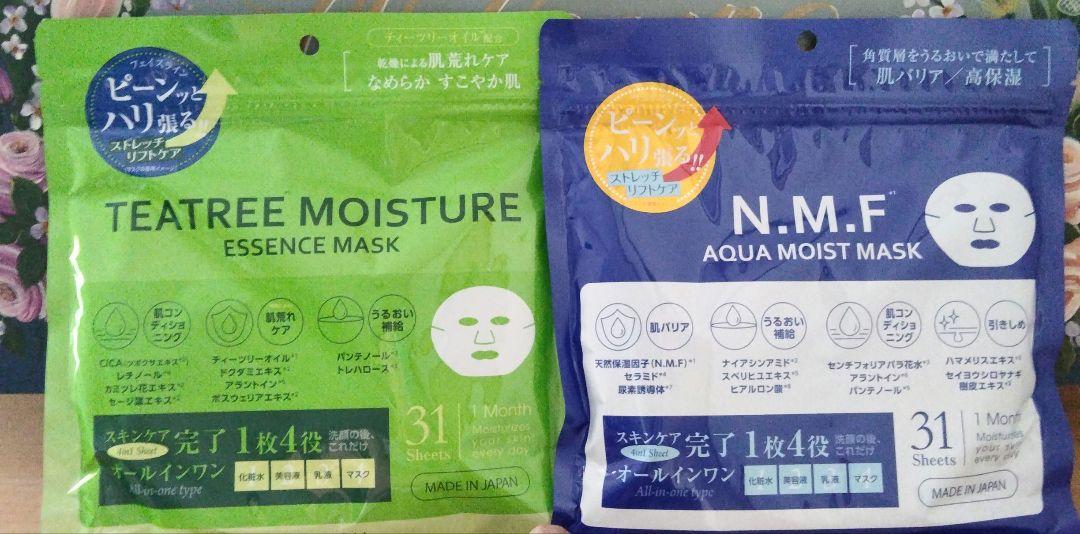 ティーツリーオイル配合
乾燥による肌荒れケア
なめらか すこやか肌
フェイスライン
ピーンッと
ハリ張る!!
ストレッチ
リフトケア
TEATREE MOISTURE
ESSENCE MASK
肌コン
ディショ
ニング
肌荒れ
ケア
うるおい
補給
CICA(ツボクサエキス)
レチノール
カミツレ花エキス
セージ葉エキス
ティーツリーオイル
ドクダミエキス
アラントイン
ボスウェリアエキス
パンテノール
トレハロース
スキンケア
4in1 Sheet
完了
1枚4役
洗顔の後、
これだけ
オールインワン
All-in-one type
化粧水
美容液
乳液
マスク
31
Sheets
1 Month
Moisturizes
your skin
every day
MADE IN JAPAN
角質層をうるおいで満たして
肌バリア/高保湿
ピーンッと
ハリ張る!!
ストレッチ
リフトケア
N.M.F*1
AQUA MOIST MASK
肌バリア
うるおい
補給
肌コン
ディショ
ニング
引きしめ
天然保湿因子(N.M.F)*1
セラミド
尿素誘導体
ナイアシンアミド
スベリヒユエキス
ヒアルロン酸
センチフォリアバラ花水
アラントイン
パンテノール
ハマメリスエキス
セイヨウシロヤナギ
樹皮エキス
スキンケア
4in1 Sheet
完了
1枚4役
洗顔の後、
これだけ
オールインワン
All-in-one type
化粧水
美容液
乳液
マスク
31
Sheets
1 Month
Moisturizes
your skin
every day
MADE IN JAPAN